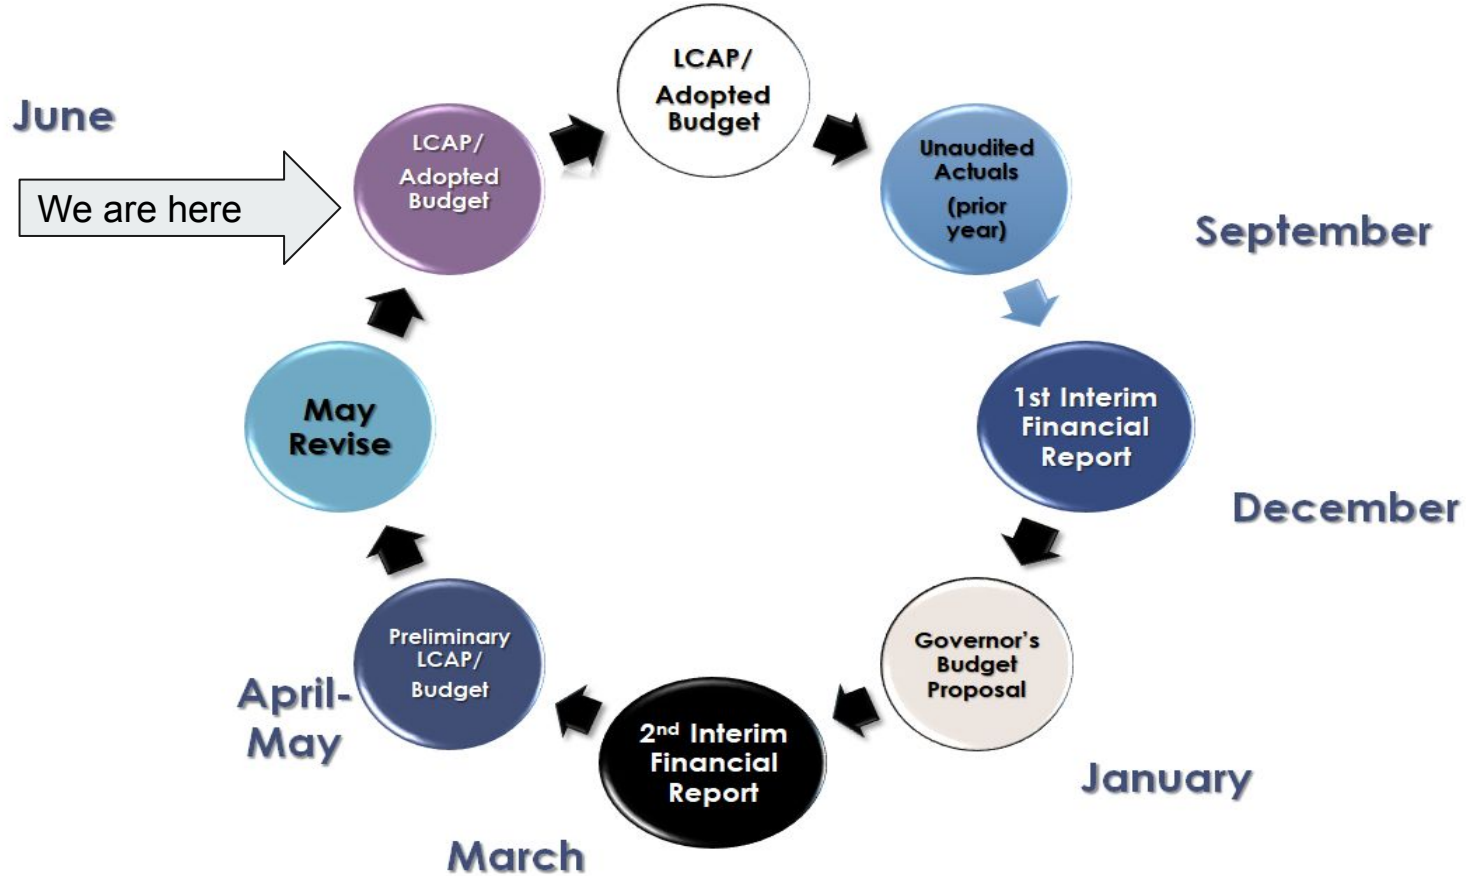 LCAP/
Adopted
Budget
June
LCAP/
Adopted
Budget
We are here
Unaudited
Actuals
(prior
year)
September
1st Interim
Financial
Report
December
Governor's
Budget
Proposal
January
2nd Interim
Financial
Report
March
Preliminary
LCAP/
Budget
April-
May
May
Revise